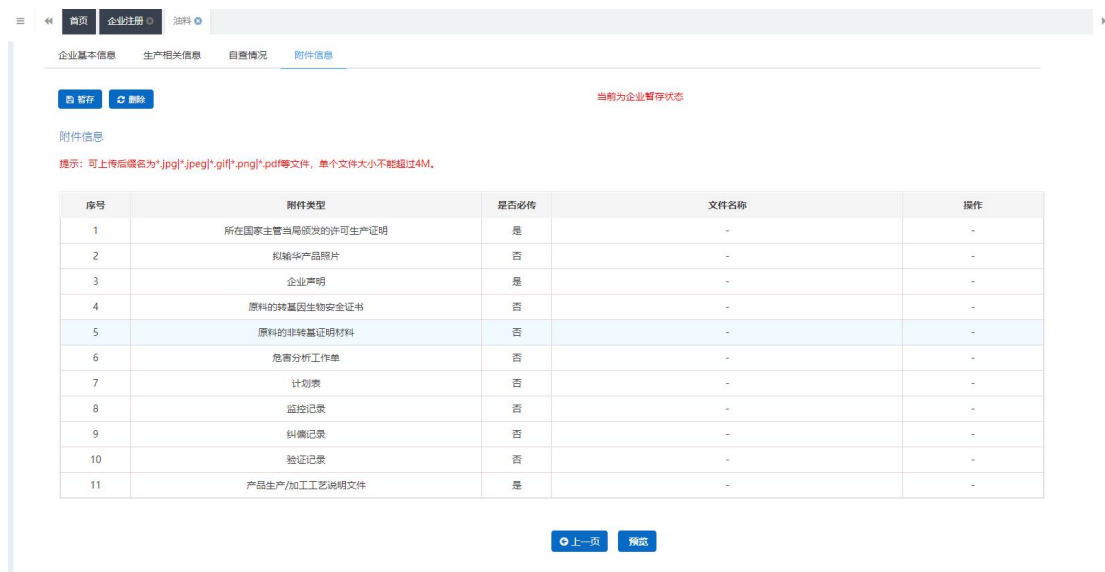 首页 企业注册 油料
企业基本信息 生产相关信息 自查情况 附件信息
暂存 删除 当前为企业暂存状态
附件信息
提示：可上传后缀名为*.jpg|*.jpeg|*.gif|*.png|*.pdf等文件，单个文件大小不能超过4M。
序号 附件类型 是否必传 文件名称 操作
1 所在国家主管当局颁发的许可生产证明 是 - -
2 拟输华产品照片 否 - -
3 企业声明 是 - -
4 原料的转基因生物安全证书 否 - -
5 原料的非转基证明材料 否 - -
6 危害分析工作单 否 - -
7 计划表 否 - -
8 监控记录 否 - -
9 纠偏记录 否 - -
10 验证记录 否 - -
11 产品生产/加工工艺说明文件 是 - -
上一页 预览